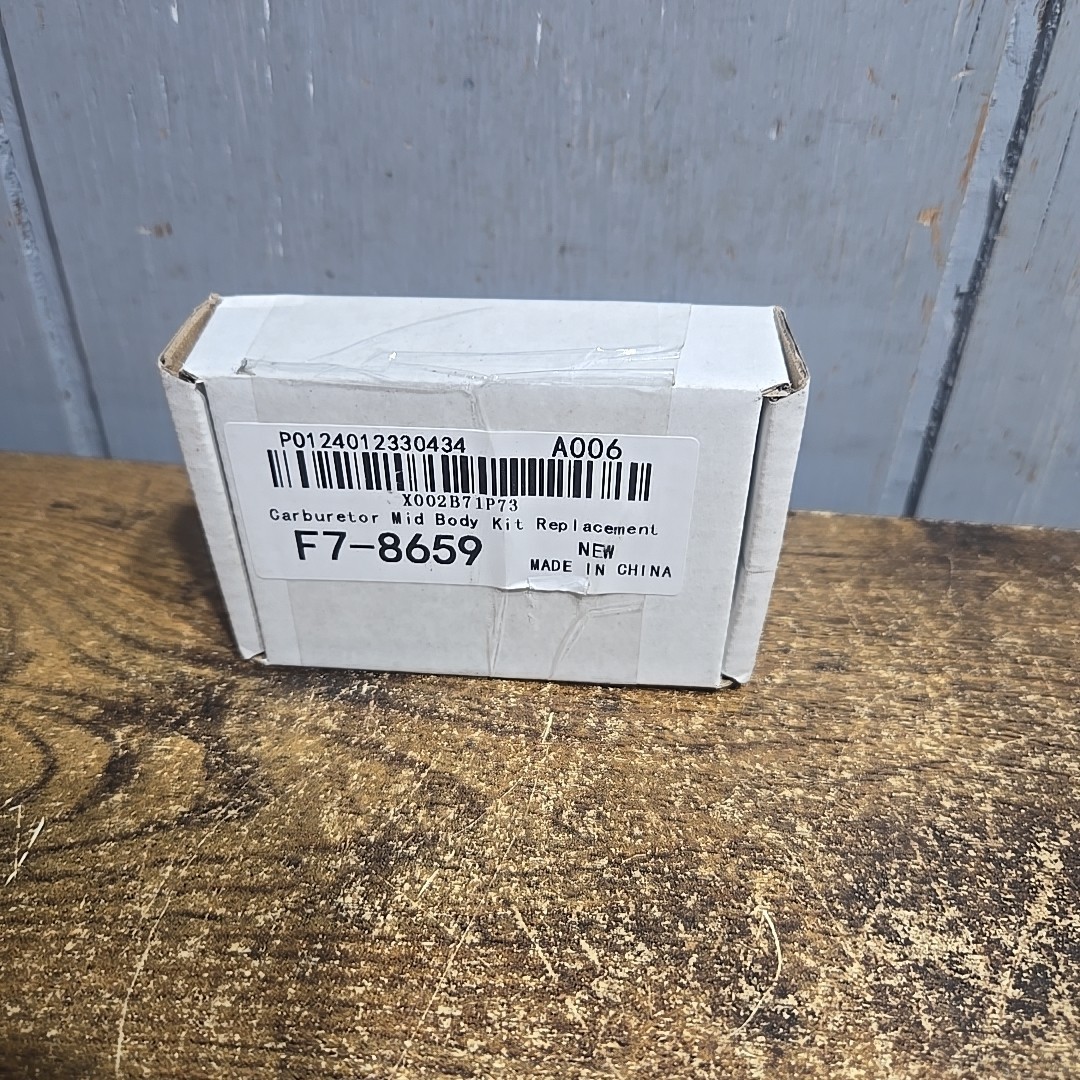 P0124012330434 A006
X002B71P73
Carburetor Mid Body Kit Replacement
F7-8659 NEW
MADE IN CHINA